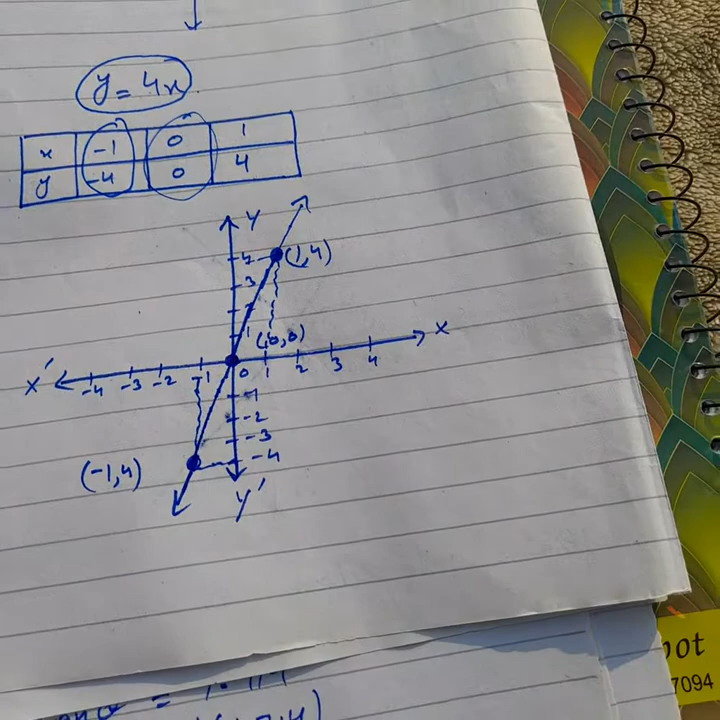 y = 4x
x -1 0 1
y -4 0 4
Y
4 (1,4)
3
2
1 (0,0)
X' -4 -3 -2 -1 0 1 2 3 4 X
-1
-2
-3
-4
(-1,4)
Y'
7094